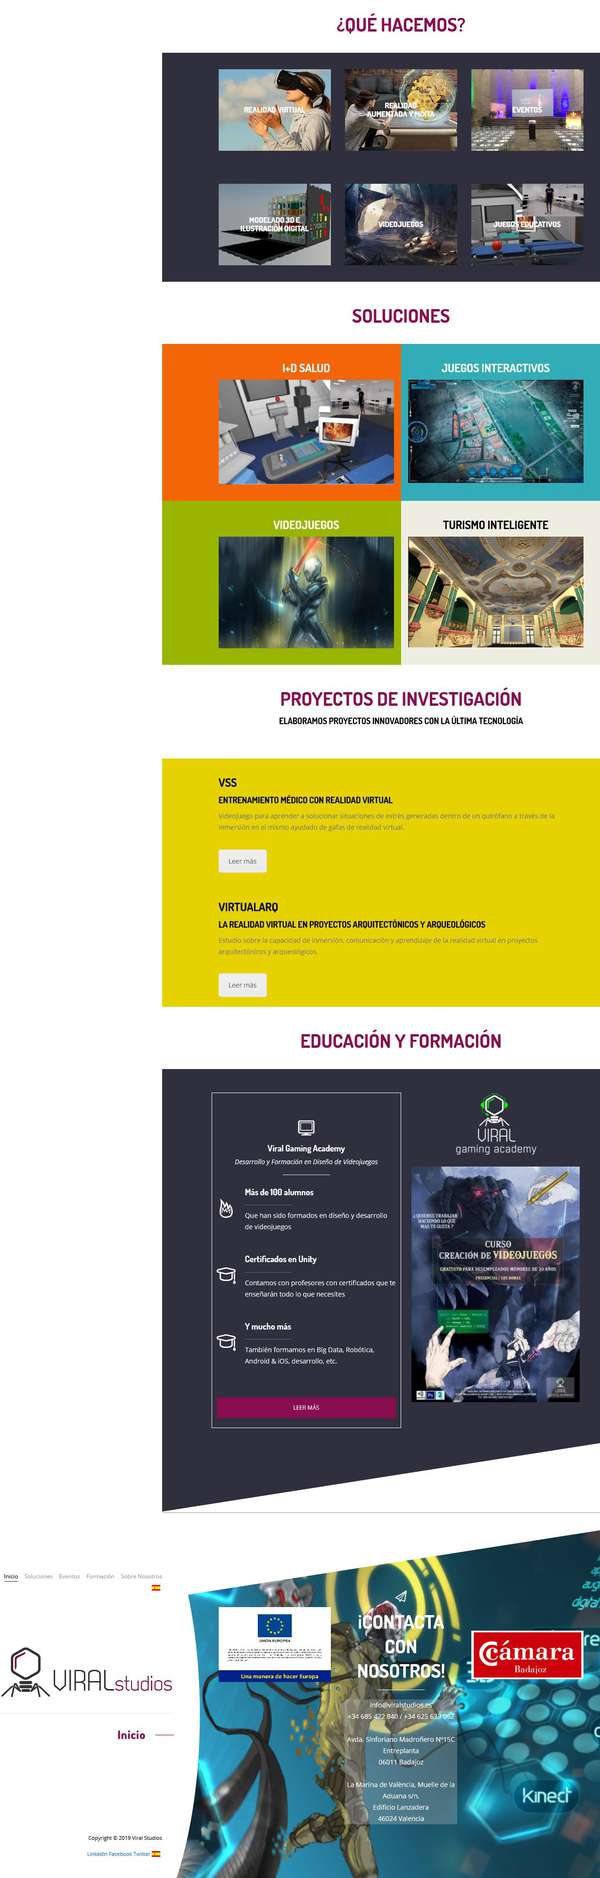 ¿QUÉ HACEMOS?
REALIDAD VIRTUAL
REALIDAD
AUMENTADA Y MIXTA
EVENTOS
MODELADO 3D E
ILUSTRACIÓN DIGITAL
VIDEOJUEGOS
JUEGOS EDUCATIVOS
SOLUCIONES
I+D SALUD
JUEGOS INTERACTIVOS
VIDEOJUEGOS
TURISMO INTELIGENTE
PROYECTOS DE INVESTIGACIÓN
ELABORAMOS PROYECTOS INNOVADORES CON LA ÚLTIMA TECNOLOGÍA
VSS
ENTRENAMIENTO MÉDICO CON REALIDAD VIRTUAL
Videojuego para aprender a solucionar situaciones de estrés generadas dentro de un quirófano a través de la
inmersión en el mismo ayudado de gafas de realidad virtual.
Leer más
VIRTUALARQ
LA REALIDAD VIRTUAL EN PROYECTOS ARQUITECTÓNICOS Y ARQUEOLÓGICOS
Estudio sobre la capacidad de inmersión, comunicación y aprendizaje de la realidad virtual en proyectos
arquitectónicos y arqueológicos.
Leer más
EDUCACIÓN Y FORMACIÓN
Viral Gaming Academy
Desarrollo y Formación en Diseño de Videojuegos
Más de 100 alumnos
Que han sido formados en diseño y desarrollo
de videojuegos
Certificados en Unity
Contamos con profesores con certificados que te
enseñarán todo lo que necesites
Y mucho más
También formamos en Big Data, Robótica,
Android & iOS, desarrollo, etc.
LEER MÁS
VIRAL
gaming academy
¿QUIERES TRABAJAR
HACIENDO LO QUE
MAS TE GUSTA ?
CURSO
CREACIÓN DE VIDEOJUEGOS
GRATUITO PARA DESEMPLEADOS MENORES DE 30 AÑOS
PRESENCIAL / 105 HORAS
Inicio Soluciones Eventos Formación Sobre Nosotros
VIRALstudios
Inicio
Copyright © 2019 Viral Studios
Linkedin Facebook Twitter
UNIÓN EUROPEA
Una manera de hacer Europa
¡CONTACTA
CON
NOSOTROS!
info@viralstudios.es
Avda. Sinforiano Madroñero Nº15C
Entreplanta
06011 Badajoz
La Marina de València, Muelle de la
Aduana s/n.
Edificio Lanzadera
46024 Valencia
Cámara
Badajoz
Kinect